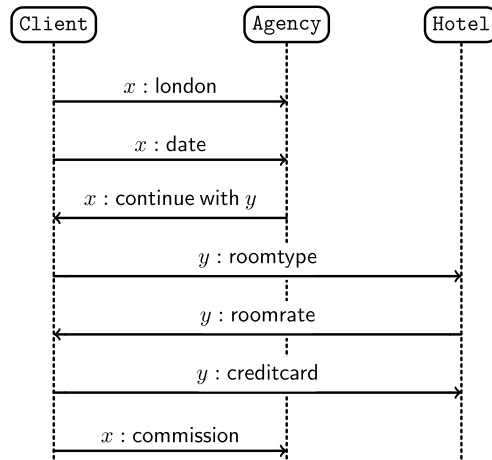 Client Agency Hotel
x : london
x : date
x : continue with y
y : roomtype
y : roomrate
y : creditcard
x : commission